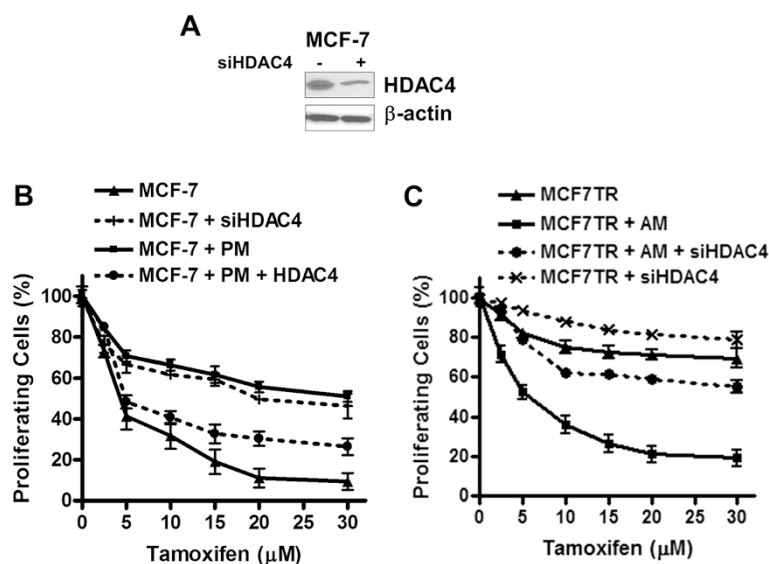 A
MCF-7
siHDAC4 - +
HDAC4
β-actin
B
MCF-7
MCF-7 + siHDAC4
MCF-7 + PM
MCF-7 + PM + HDAC4
Proliferating Cells (%)
100
80
60
40
20
0
0 5 10 15 20 25 30
Tamoxifen (μM)
C
MCF7TR
MCF7TR + AM
MCF7TR + AM + siHDAC4
MCF7TR + siHDAC4
Proliferating Cells (%)
100
80
60
40
20
0
0 5 10 15 20 25 30
Tamoxifen (μM)